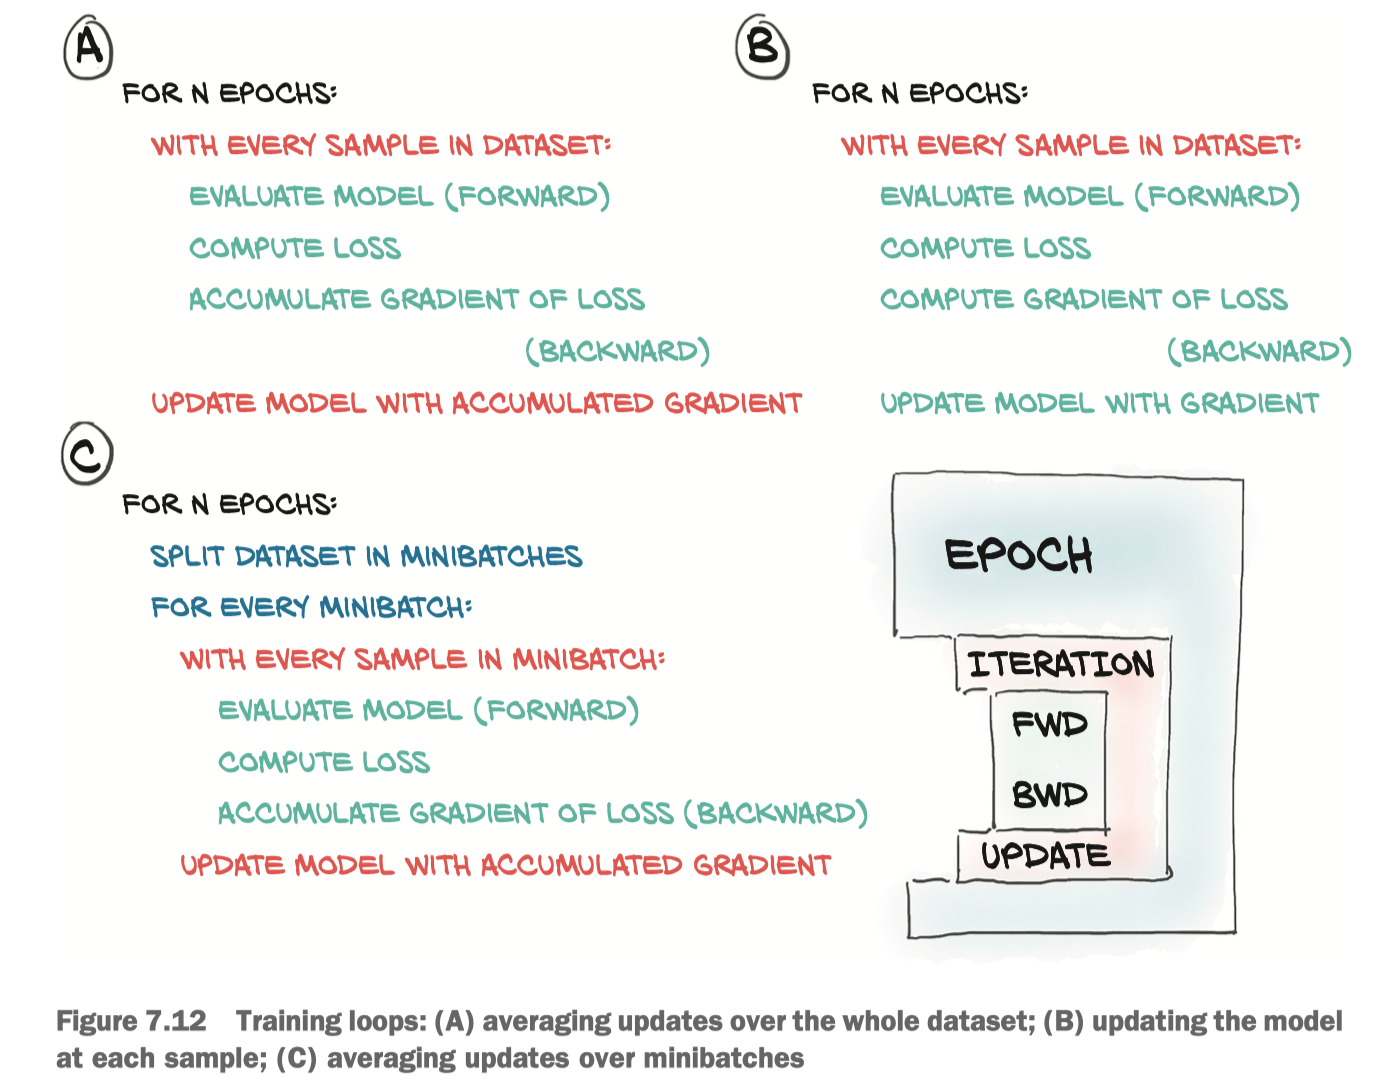 A
FOR N EPOCHS:
WITH EVERY SAMPLE IN DATASET:
EVALUATE MODEL (FORWARD)
COMPUTE LOSS
ACCUMULATE GRADIENT OF LOSS
(BACKWARD)
UPDATE MODEL WITH ACCUMULATED GRADIENT
B
FOR N EPOCHS:
WITH EVERY SAMPLE IN DATASET:
EVALUATE MODEL (FORWARD)
COMPUTE LOSS
COMPUTE GRADIENT OF LOSS
(BACKWARD)
UPDATE MODEL WITH GRADIENT
C
FOR N EPOCHS:
SPLIT DATASET IN MINIBATCHES
FOR EVERY MINIBATCH:
WITH EVERY SAMPLE IN MINIBATCH:
EVALUATE MODEL (FORWARD)
COMPUTE LOSS
ACCUMULATE GRADIENT OF LOSS (BACKWARD)
UPDATE MODEL WITH ACCUMULATED GRADIENT
EPOCH
ITERATION
FWD
BWD
UPDATE
Figure 7.12 Training loops: (A) averaging updates over the whole dataset; (B) updating the model
at each sample; (C) averaging updates over minibatches